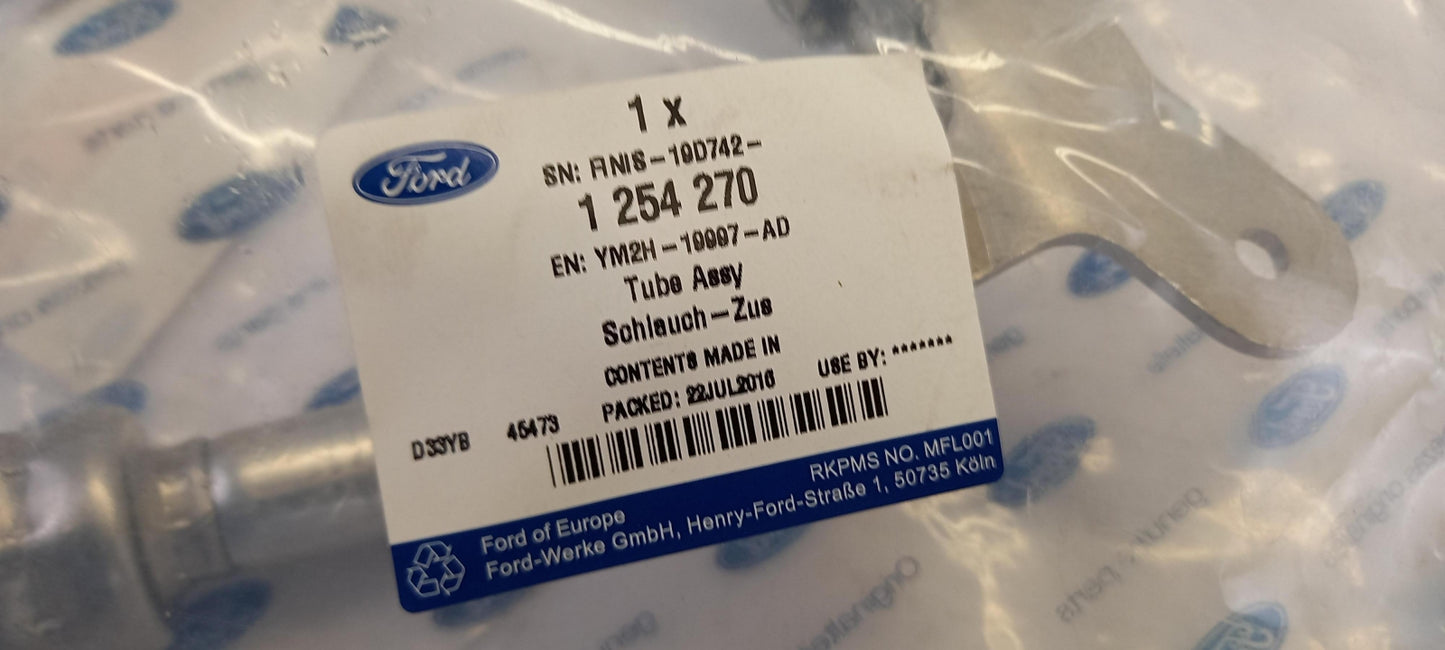 1 x
Ford
SN: FINIS-19D742-
1 254 270
EN: YM2H-19997-AD
Tube Assy
Schlauch-Zus
CONTENTS MADE IN
PACKED: 22JUL2016
USE BY: *******
D33YB 45473
RKPMS NO. MFL001
Ford of Europe
Ford-Werke GmbH, Henry-Ford-Straße 1, 50735 Köln